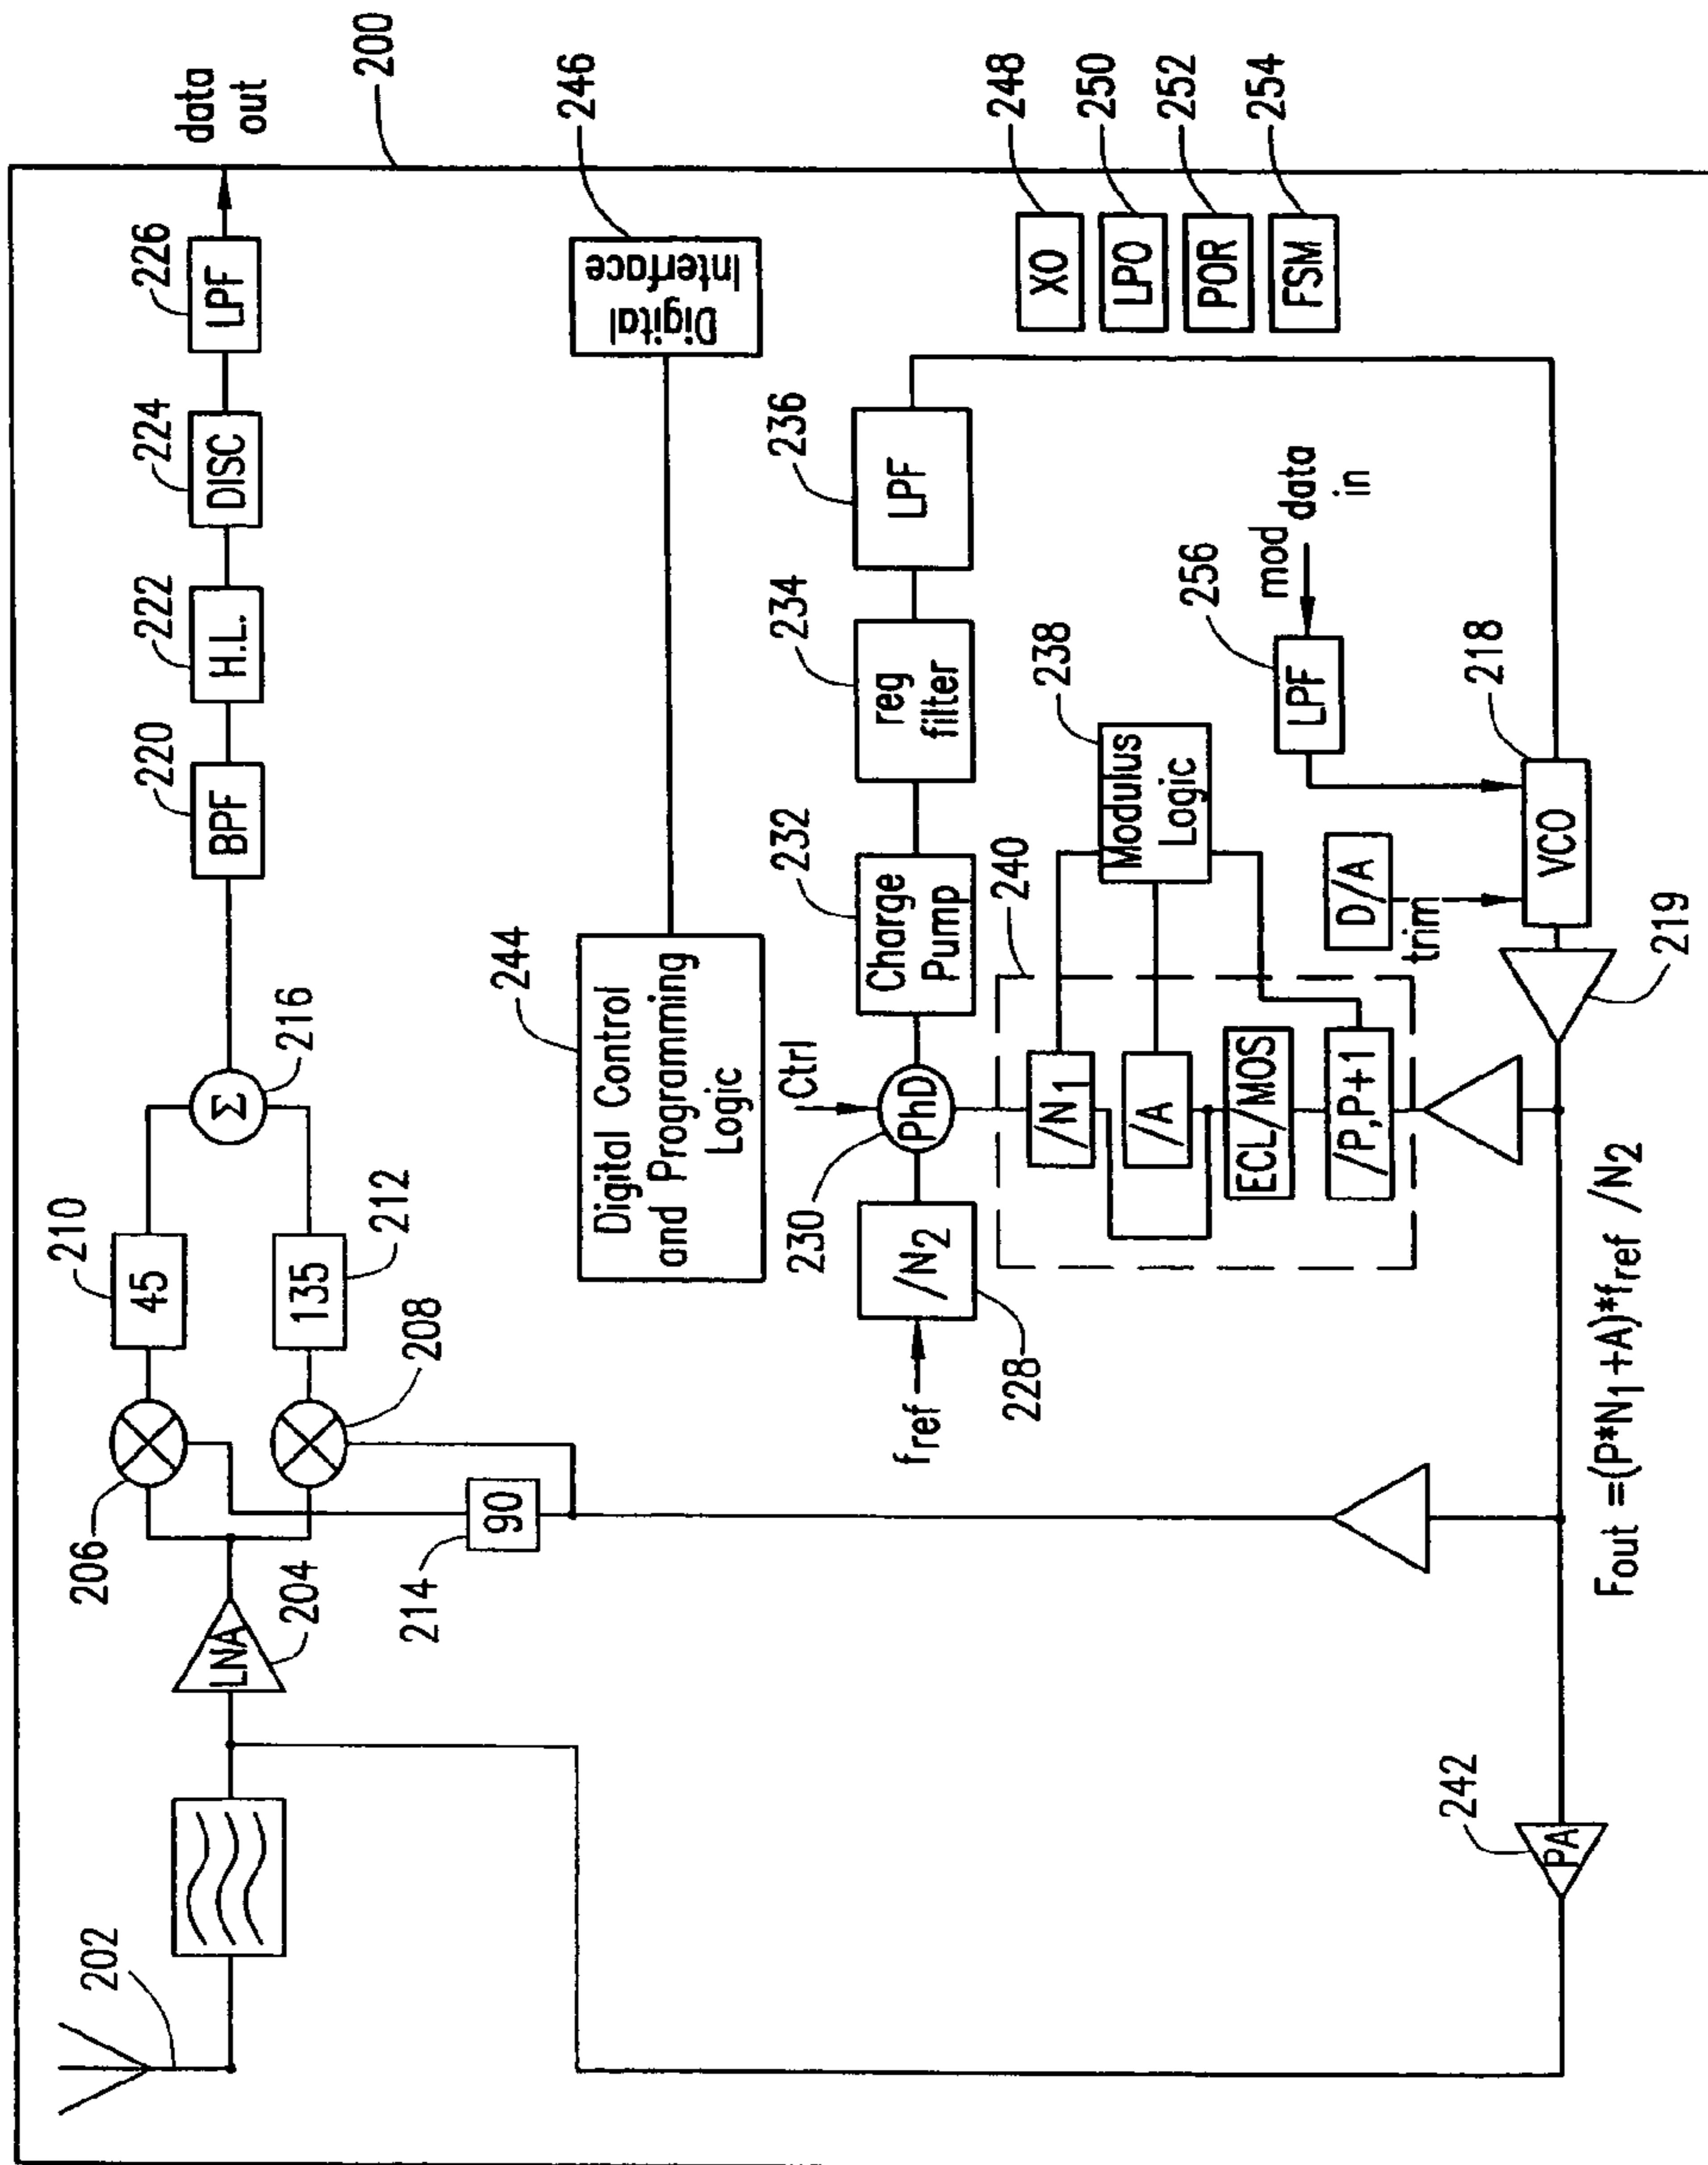 data
out
200
202
LNA
204
206
208
45
210
135
212
90
214
Σ
216
BPF
220
H.L.
222
DISC
224
LPF
226
Digital Control
and Programming
Logic
244
Digital
Interface
246
XO
248
LPO
250
POR
252
FSM
254
fref
/N2
228
Ctrl
PhD
230
Charge
Pump
232
reg
filter
234
LPF
236
240
/N1
/A
ECL/MOS
/P,P+1
Modulus
Logic
238
D/A
trim
LPF
256
mod data
in
VCO
218
219
PA
242
Fout =(P*N1+A)*fref /N2